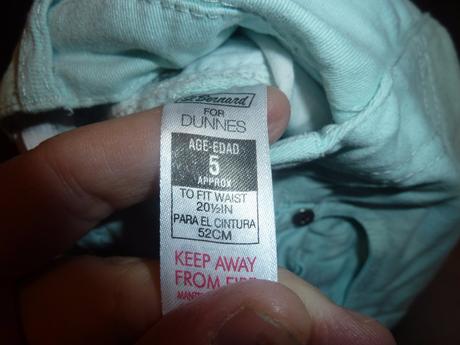 St Bernard
FOR
DUNNES
AGE-EDAD
5
APPROX
TO FIT WAIST
20½IN
PARA EL CINTURA
52CM
KEEP AWAY
FROM FIRE